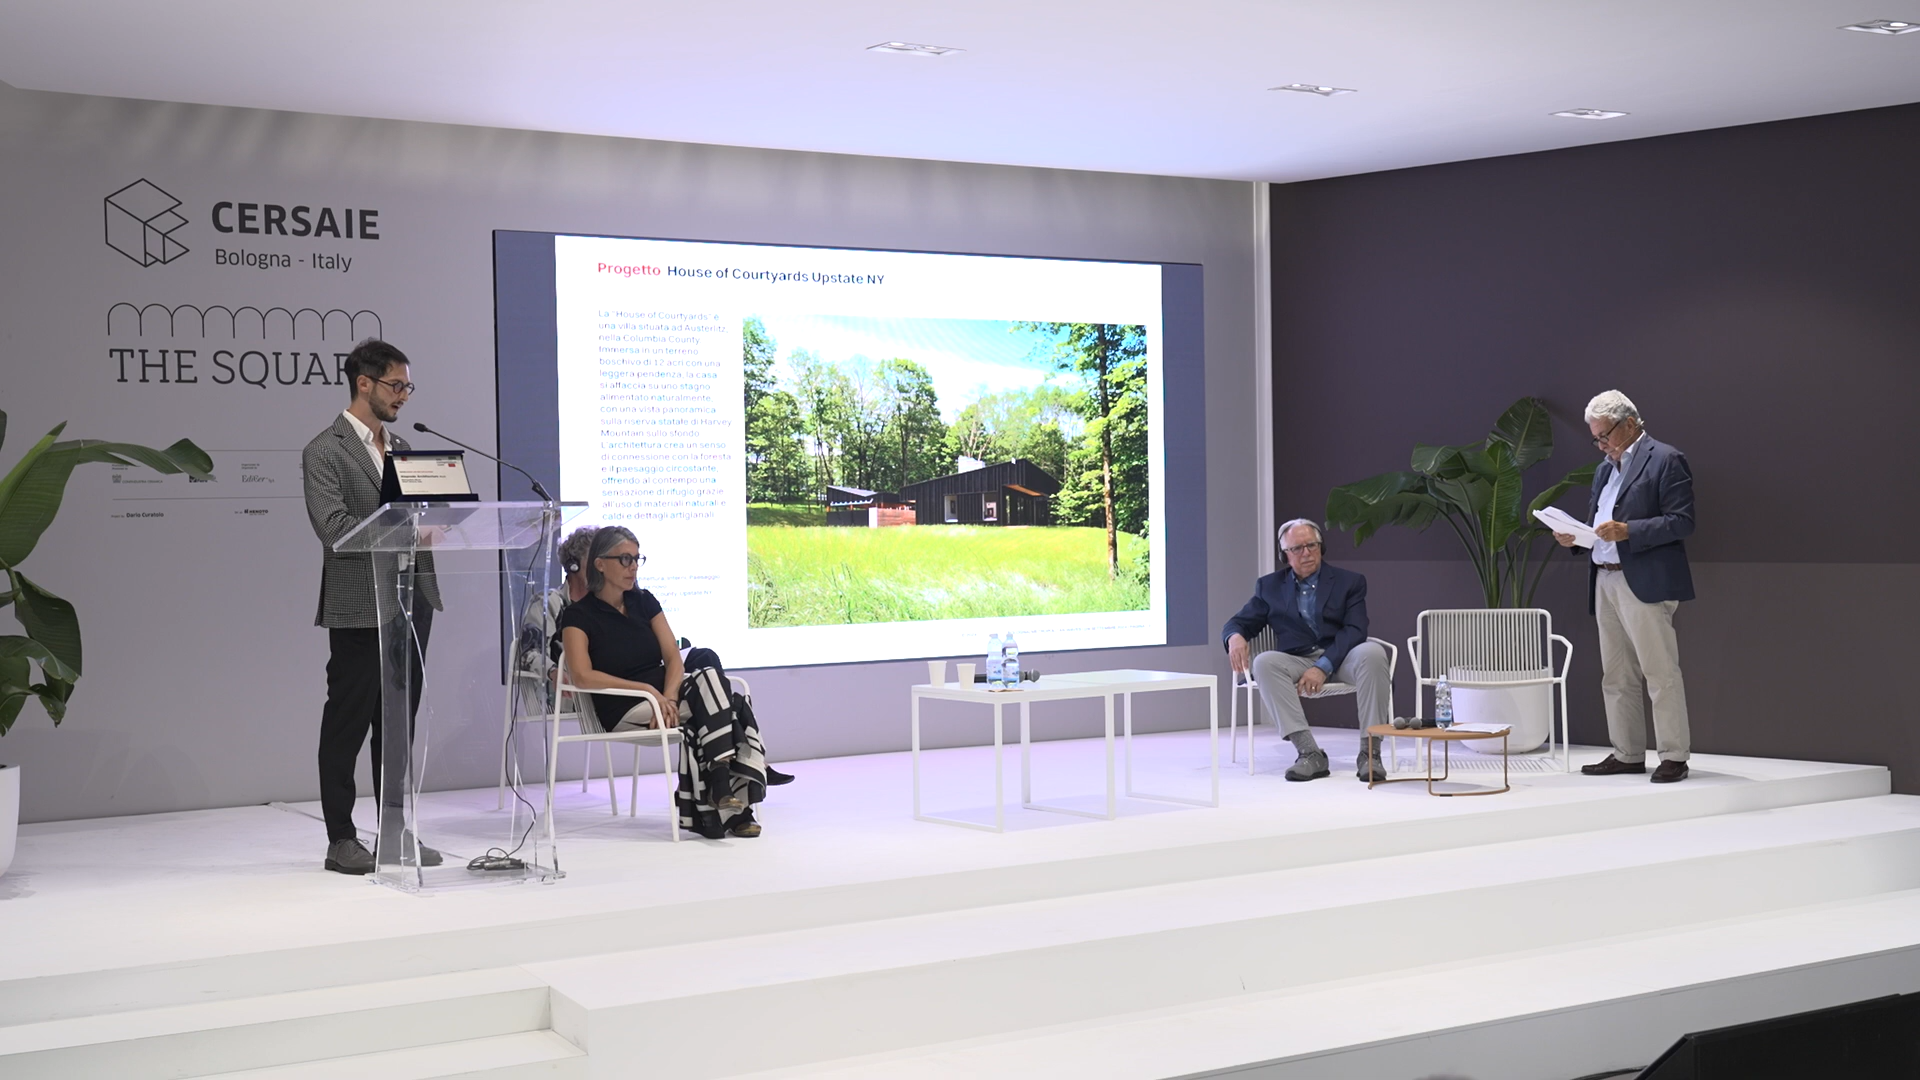 CERSAIE
Bologna - Italy
THE SQUAR
Progetto House of Courtyards Upstate NY
La "House of Courtyards" è
una villa situata ad Austerlitz,
nella Columbia County.
Immersa in un terreno
boschivo di 12 acri con una
leggera pendenza, la casa
si affaccia su uno stagno
alimentato naturalmente,
con una vista panoramica
sulla riserva statale di Harvey
Mountain sullo sfondo.
L'architettura crea un senso
di connessione con la foresta
e il paesaggio circostante,
offrendo al contempo una
sensazione di rifugio grazie
all'uso di materiali naturali e
caldi e dettagli artigianali.
Edi.Cer
Dario Curatolo